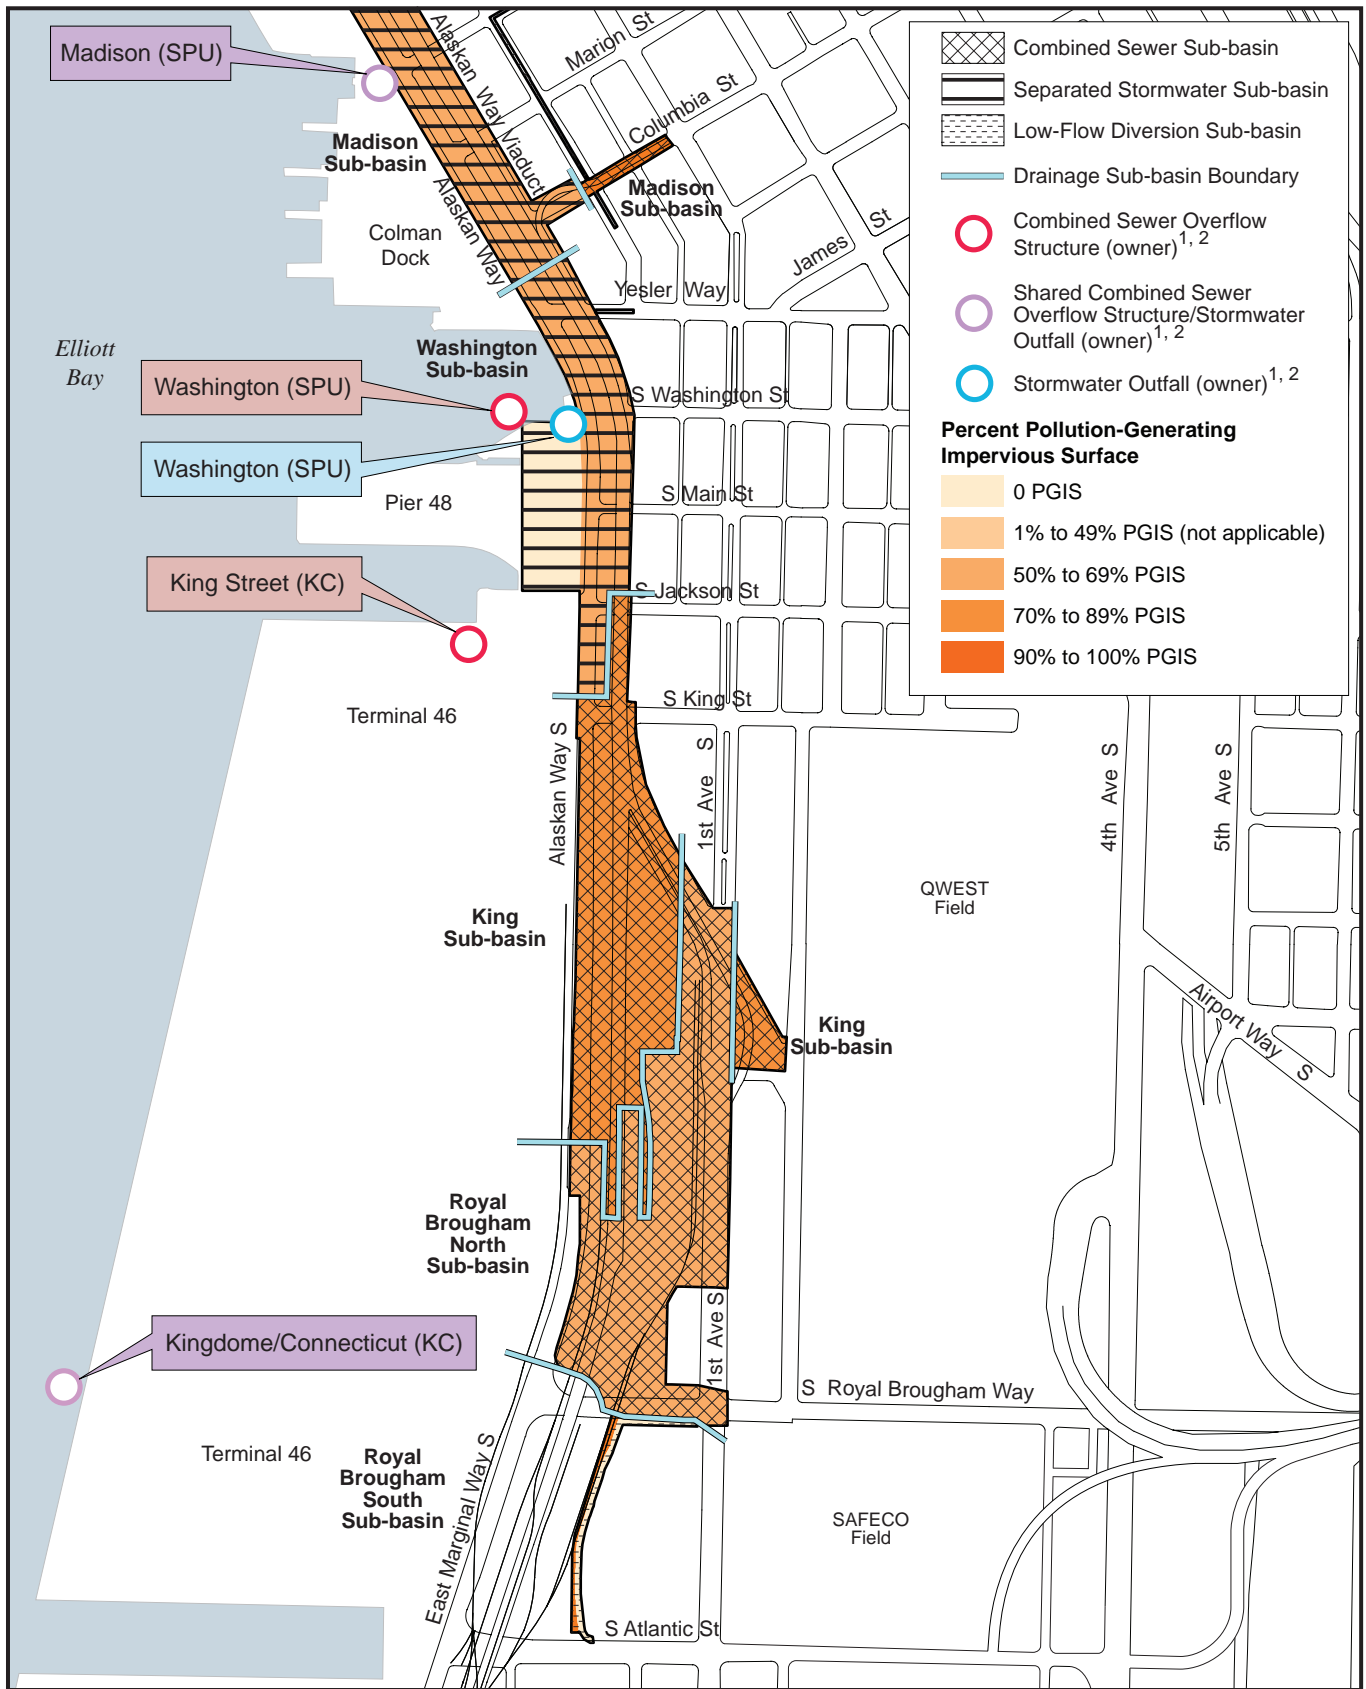 Madison (SPU)
Alaskan Way Viaduct
Marion St
Columbia St
Madison
Sub-basin
Alaskan Way
Madison
Sub-basin
Colman
Dock
James St
Yesler Way
Elliott
Bay
Washington
Sub-basin
Washington (SPU)
S Washington St
Washington (SPU)
Pier 48
S Main St
King Street (KC)
S Jackson St
S King St
Terminal 46
Alaskan Way S
1st Ave S
4th Ave S
5th Ave S
QWEST
Field
King
Sub-basin
Airport Way S
King
Sub-basin
Royal
Brougham
North
Sub-basin
Kingdome/Connecticut (KC)
1st Ave S
S Royal Brougham Way
Terminal 46
Royal
Brougham
South
Sub-basin
East Marginal Way S
SAFECO
Field
S Atlantic St
Combined Sewer Sub-basin
Separated Stormwater Sub-basin
Low-Flow Diversion Sub-basin
Drainage Sub-basin Boundary
Combined Sewer Overflow
Structure (owner)1, 2
Shared Combined Sewer
Overflow Structure/Stormwater
Outfall (owner)1, 2
Stormwater Outfall (owner)1, 2
Percent Pollution-Generating
Impervious Surface
0 PGIS
1% to 49% PGIS (not applicable)
50% to 69% PGIS
70% to 89% PGIS
90% to 100% PGIS